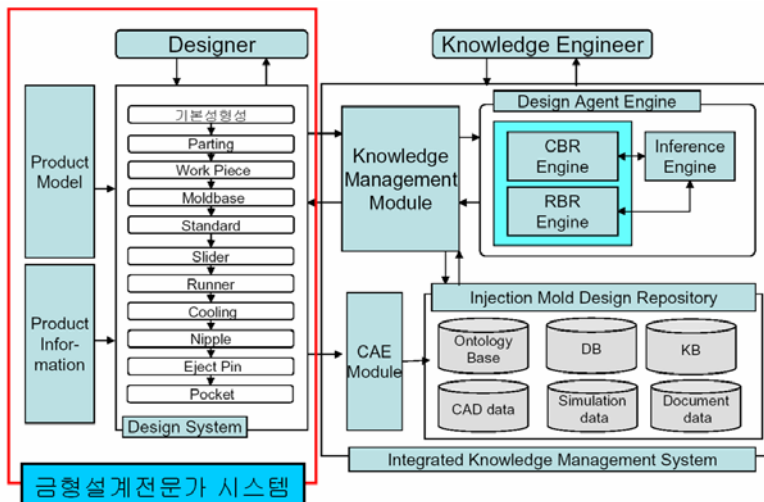 Designer
Knowledge Engineer
Product
Model
Product
Infor-
mation
기본성형성
Parting
Work Piece
Moldbase
Standard
Slider
Runner
Cooling
Nipple
Eject Pin
Pocket
Design System
금형설계전문가 시스템
Knowledge
Management
Module
Design Agent Engine
CBR
Engine
RBR
Engine
Inference
Engine
CAE
Module
Injection Mold Design Repository
Ontology
Base
DB
KB
CAD data
Simulation
data
Document
data
Integrated Knowledge Management System